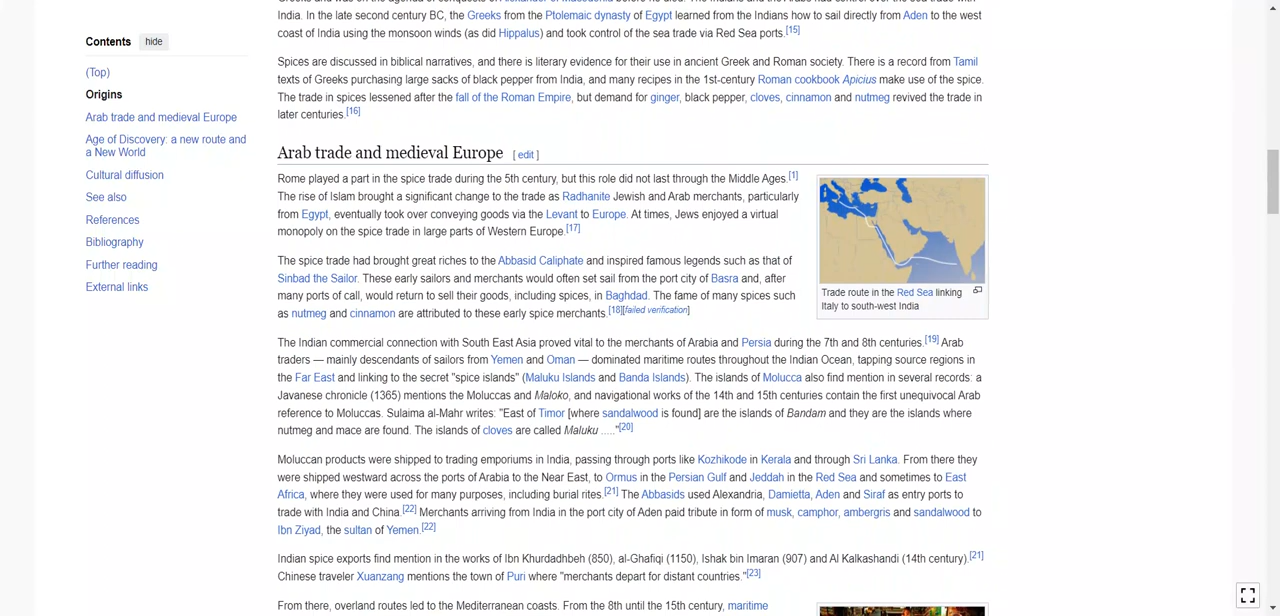 India. In the late second century BC, the Greeks from the Ptolemaic dynasty of Egypt learned from the Indians how to sail directly from Aden to the west
coast of India using the monsoon winds (as did Hippalus) and took control of the sea trade via Red Sea ports.[15]
Contents hide
(Top)
Origins
Arab trade and medieval Europe
Age of Discovery: a new route and
a New World
Cultural diffusion
See also
References
Bibliography
Further reading
External links
Spices are discussed in biblical narratives, and there is literary evidence for their use in ancient Greek and Roman society. There is a record from Tamil
texts of Greeks purchasing large sacks of black pepper from India, and many recipes in the 1st-century Roman cookbook Apicius make use of the spice.
The trade in spices lessened after the fall of the Roman Empire, but demand for ginger, black pepper, cloves, cinnamon and nutmeg revived the trade in
later centuries.[16]
Arab trade and medieval Europe [ edit ]
Rome played a part in the spice trade during the 5th century, but this role did not last through the Middle Ages.[1]
The rise of Islam brought a significant change to the trade as Radhanite Jewish and Arab merchants, particularly
from Egypt, eventually took over conveying goods via the Levant to Europe. At times, Jews enjoyed a virtual
monopoly on the spice trade in large parts of Western Europe.[17]
The spice trade had brought great riches to the Abbasid Caliphate and inspired famous legends such as that of
Sinbad the Sailor. These early sailors and merchants would often set sail from the port city of Basra and, after
many ports of call, would return to sell their goods, including spices, in Baghdad. The fame of many spices such
as nutmeg and cinnamon are attributed to these early spice merchants.[18][failed verification]
Trade route in the Red Sea linking
Italy to south-west India
The Indian commercial connection with South East Asia proved vital to the merchants of Arabia and Persia during the 7th and 8th centuries.[19] Arab
traders — mainly descendants of sailors from Yemen and Oman — dominated maritime routes throughout the Indian Ocean, tapping source regions in
the Far East and linking to the secret "spice islands" (Maluku Islands and Banda Islands). The islands of Molucca also find mention in several records: a
Javanese chronicle (1365) mentions the Moluccas and Maloko, and navigational works of the 14th and 15th centuries contain the first unequivocal Arab
reference to Moluccas. Sulaima al-Mahr writes: "East of Timor [where sandalwood is found] are the islands of Bandam and they are the islands where
nutmeg and mace are found. The islands of cloves are called Maluku ....."[20]
Moluccan products were shipped to trading emporiums in India, passing through ports like Kozhikode in Kerala and through Sri Lanka. From there they
were shipped westward across the ports of Arabia to the Near East, to Ormus in the Persian Gulf and Jeddah in the Red Sea and sometimes to East
Africa, where they were used for many purposes, including burial rites.[21] The Abbasids used Alexandria, Damietta, Aden and Siraf as entry ports to
trade with India and China.[22] Merchants arriving from India in the port city of Aden paid tribute in form of musk, camphor, ambergris and sandalwood to
Ibn Ziyad, the sultan of Yemen.[22]
Indian spice exports find mention in the works of Ibn Khurdadhbeh (850), al-Ghafiqi (1150), Ishak bin Imaran (907) and Al Kalkashandi (14th century).[21]
Chinese traveler Xuanzang mentions the town of Puri where "merchants depart for distant countries."[23]
From there, overland routes led to the Mediterranean coasts. From the 8th until the 15th century, maritime